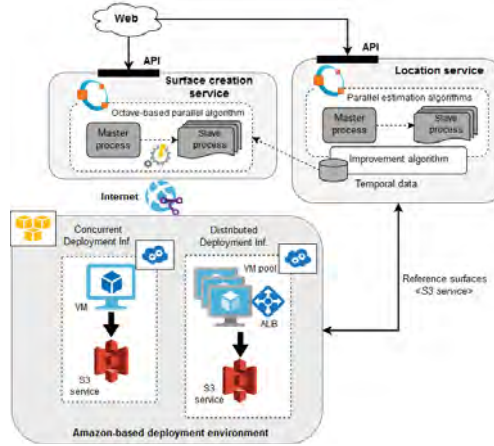 Web
API
API
Surface creation
service
Location service
Octave-based parallel algorithm
Parallel estimation algorithms
Master
process
Slave
process
Master
process
Slave
process
Improvement algorithm
Temporal data
Internet
Concurrent
Deployment Inf.
Distributed
Deployment Inf.
VM
VM pool
ALB
S3
service
S3
service
Reference surfaces
<S3 service>
Amazon-based deployment environment